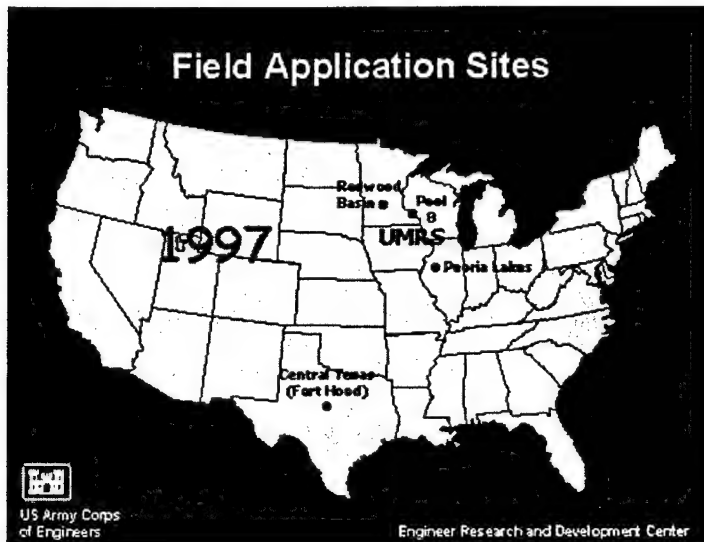 Field Application Sites
Redwood
Basin
Pool
8
UMRS
1997
Peoria Lakes
Central Texas
(Fort Hood)
US Army Corps
of Engineers
Engineer Research and Development Center